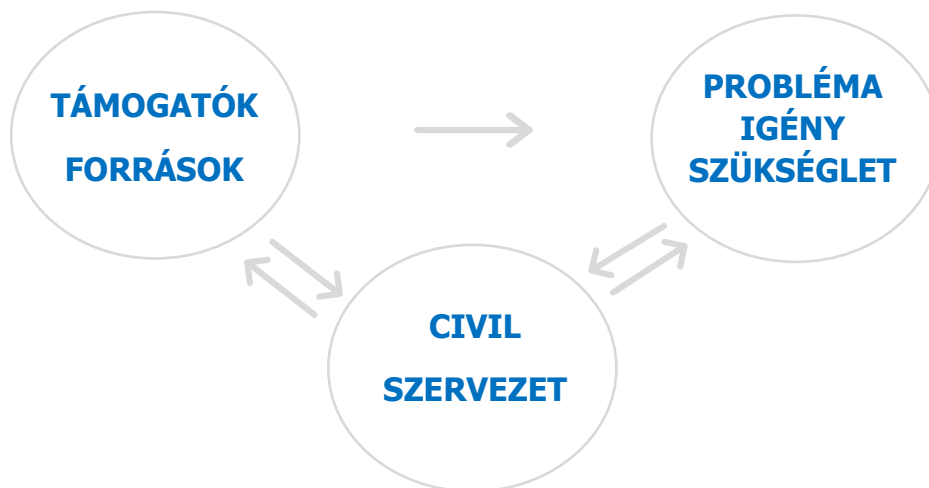 TÁMOGATÓK
FORRÁSOK
PROBLÉMA
IGÉNY
SZÜKSÉGLET
CIVIL
SZERVEZET